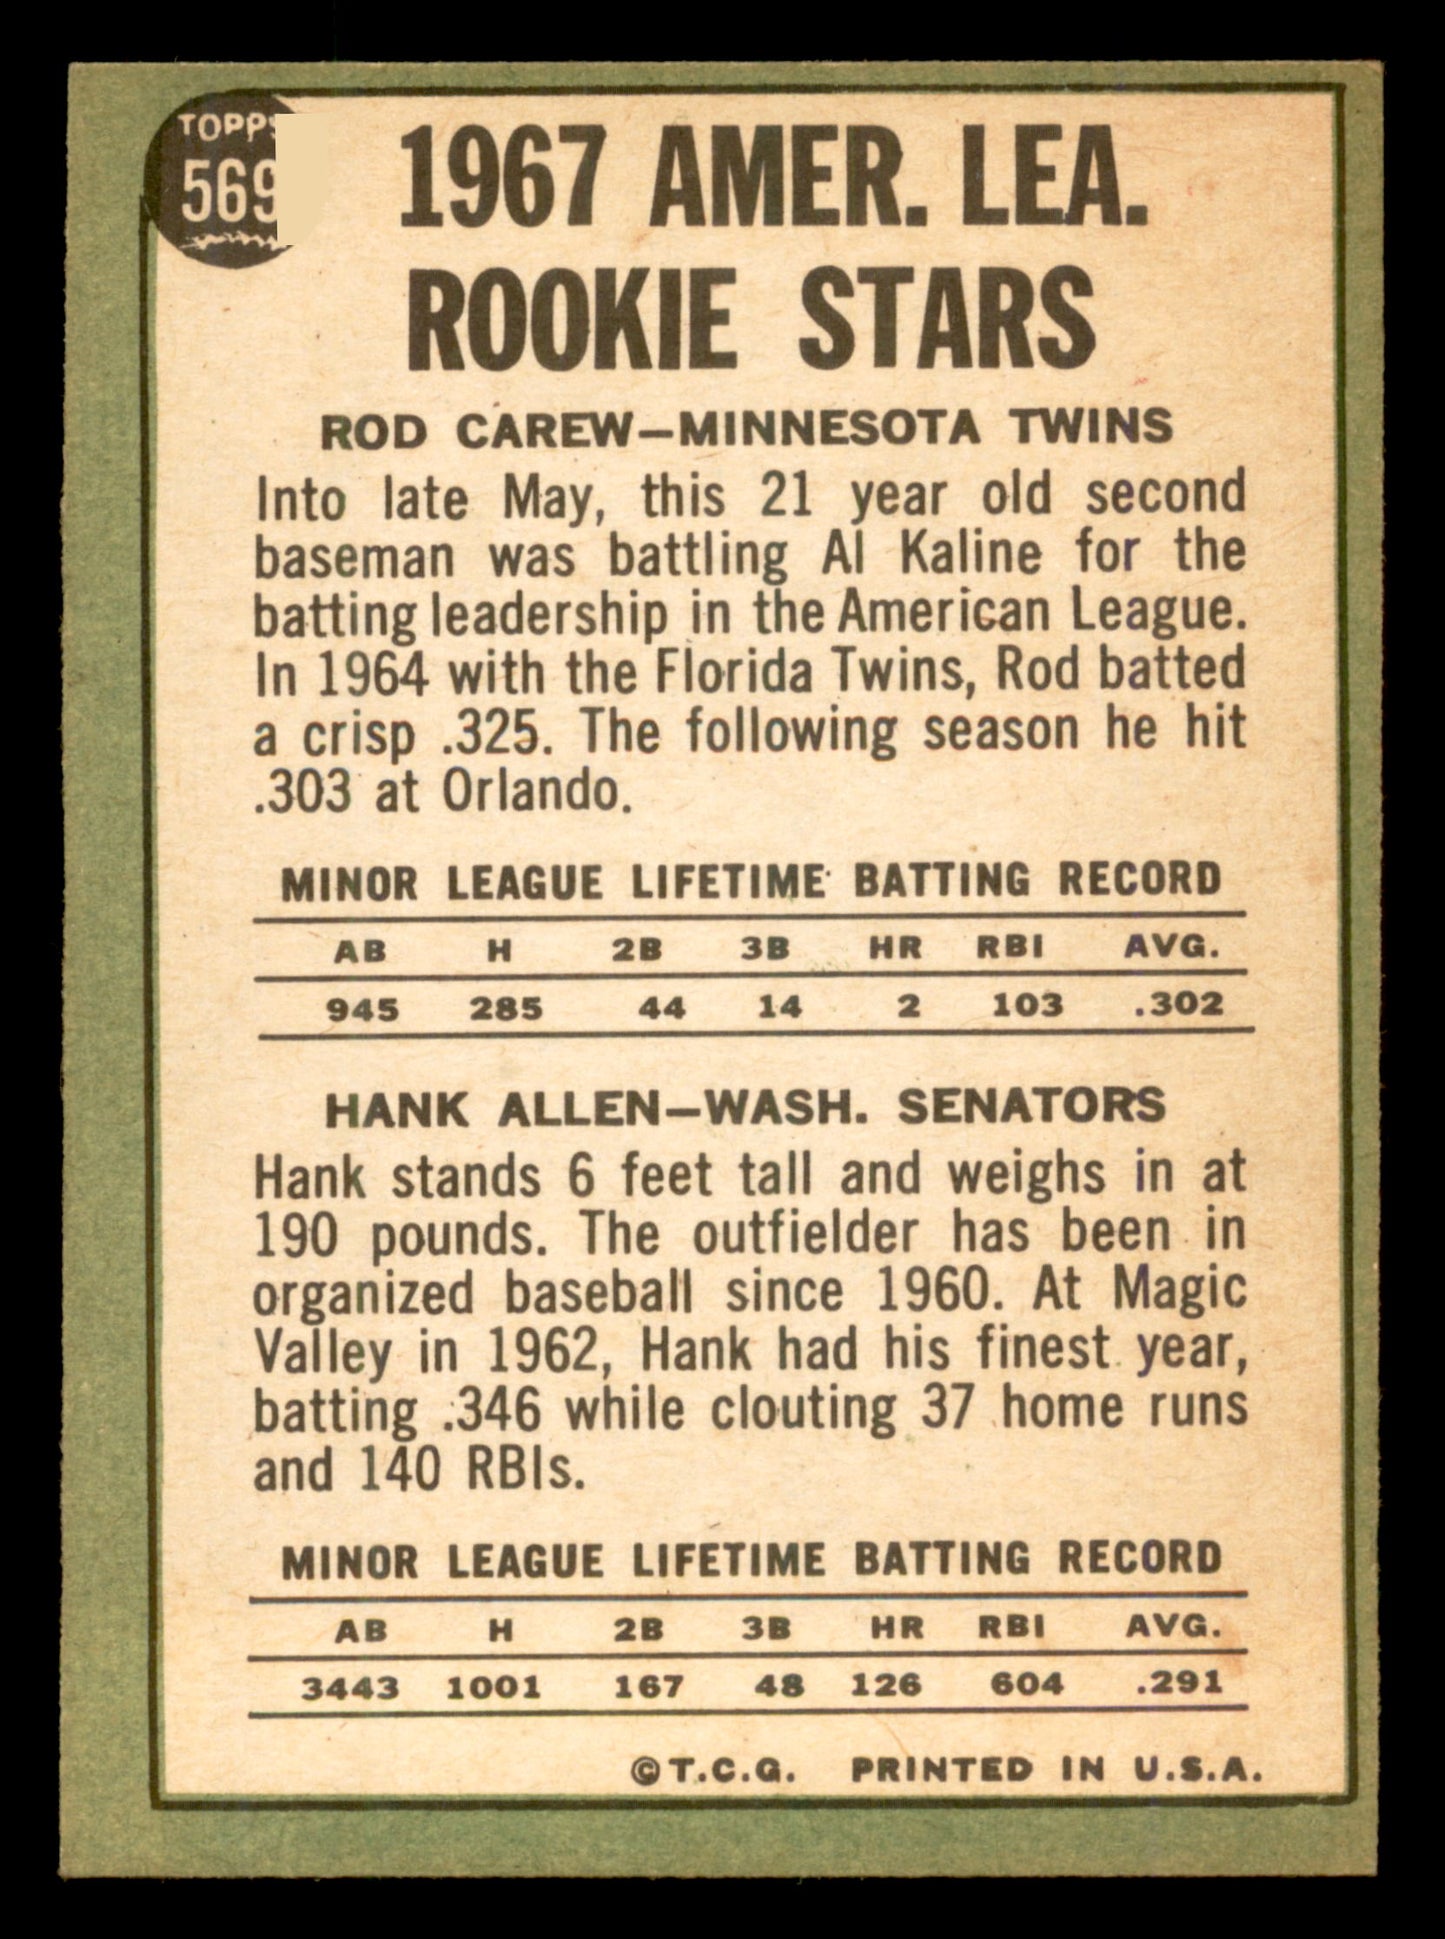 TOPPS
569
1967 AMER. LEA.
ROOKIE STARS
ROD CAREW—MINNESOTA TWINS
Into late May, this 21 year old second
baseman was battling Al Kaline for the
batting leadership in the American League.
In 1964 with the Florida Twins, Rod batted
a crisp .325. The following season he hit
.303 at Orlando.
MINOR LEAGUE LIFETIME BATTING RECORD
AB H 2B 3B HR RBI AVG.
945 285 44 14 2 103 .302
HANK ALLEN—WASH. SENATORS
Hank stands 6 feet tall and weighs in at
190 pounds. The outfielder has been in
organized baseball since 1960. At Magic
Valley in 1962, Hank had his finest year,
batting .346 while clouting 37 home runs
and 140 RBIs.
MINOR LEAGUE LIFETIME BATTING RECORD
AB H 2B 3B HR RBI AVG.
3443 1001 167 48 126 604 .291
©T.C.G. PRINTED IN U.S.A.